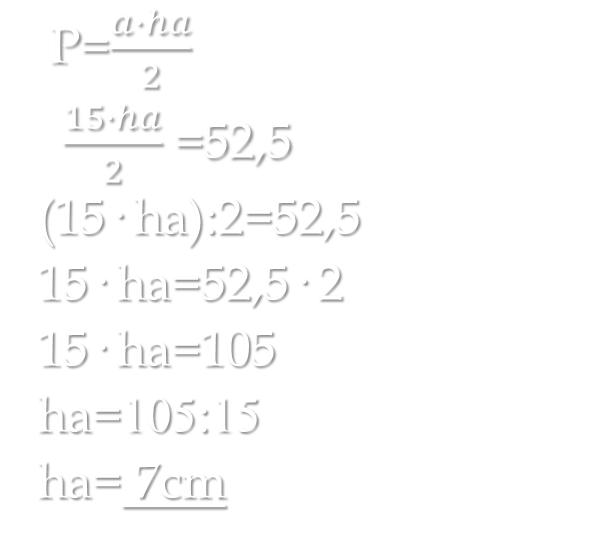 P=a·ha/2
15·ha/2 =52,5
(15 · ha):2=52,5
15 · ha=52,5 · 2
15 · ha=105
ha=105:15
ha= 7cm